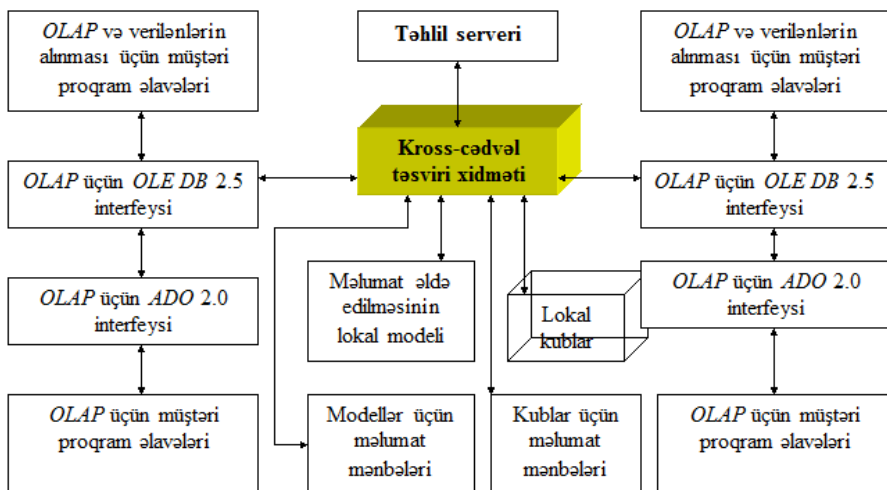 OLAP və verilənlərin
alınması üçün müştəri
proqram əlavələri
Təhlil serveri
OLAP və verilənlərin
alınması üçün müştəri
proqram əlavələri
Kross-cədvəl
təsviri xidməti
OLAP üçün OLE DB 2.5
interfeysi
OLAP üçün OLE DB 2.5
interfeysi
OLAP üçün ADO 2.0
interfeysi
Məlumat əldə
edilməsinin
lokal modeli
Lokal
kublar
OLAP üçün ADO 2.0
interfeysi
OLAP üçün müştəri
proqram əlavələri
Modellər üçün
məlumat
mənbələri
Kublar üçün
məlumat
mənbələri
OLAP üçün müştəri
proqram əlavələri